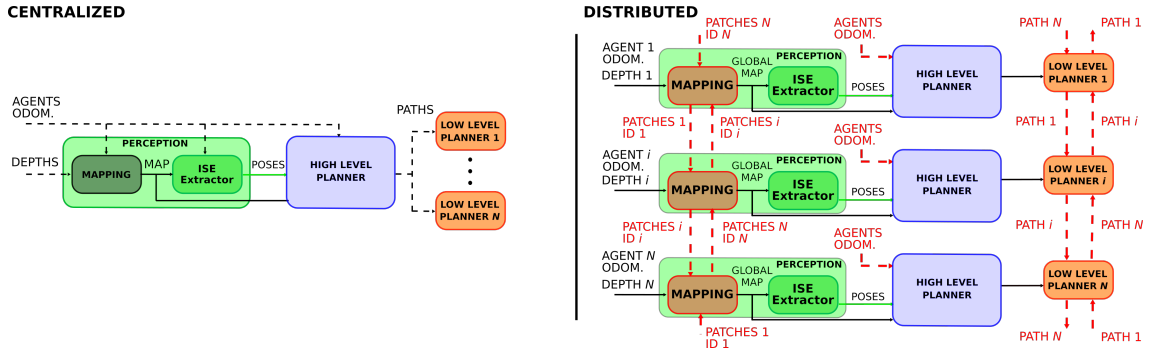 CENTRALIZED
AGENTS
ODOM.
DEPTHS
PERCEPTION
MAPPING
MAP
ISE
Extractor
POSES
HIGH LEVEL
PLANNER
PATHS
LOW LEVEL
PLANNER 1
LOW LEVEL
PLANNER N
DISTRIBUTED
PATCHES N
ID N
AGENTS
ODOM.
PATH N
PATH 1
AGENT 1
ODOM.
DEPTH 1
PERCEPTION
MAPPING
GLOBAL
MAP
ISE
Extractor
POSES
HIGH LEVEL
PLANNER
LOW LEVEL
PLANNER 1
PATCHES 1
ID 1
PATCHES i
ID i
AGENTS
ODOM.
PATH 1
PATH i
AGENT i
ODOM.
DEPTH i
PERCEPTION
MAPPING
GLOBAL
MAP
ISE
Extractor
POSES
HIGH LEVEL
PLANNER
LOW LEVEL
PLANNER i
PATCHES i
ID i
PATCHES N
ID N
AGENTS
ODOM.
PATH i
PATH N
AGENT N
ODOM.
DEPTH N
PERCEPTION
MAPPING
GLOBAL
MAP
ISE
Extractor
POSES
HIGH LEVEL
PLANNER
LOW LEVEL
PLANNER N
PATCHES 1
ID 1
PATH N
PATH 1